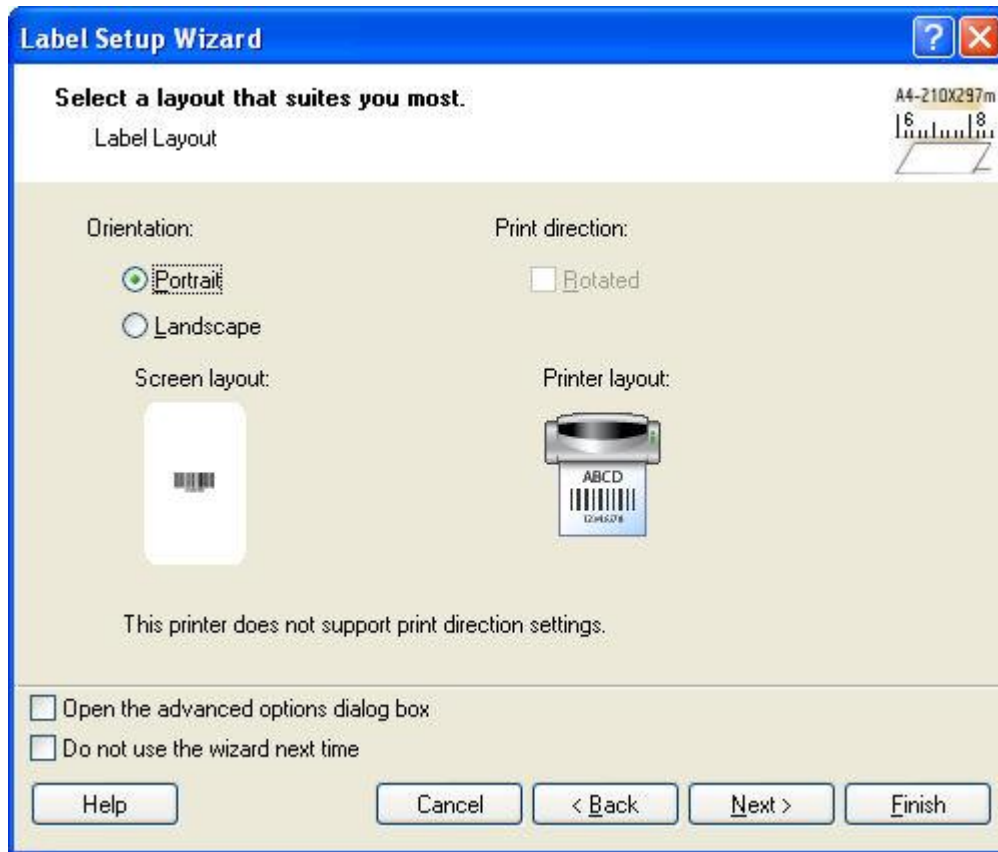 Label Setup Wizard
Select a layout that suites you most.
Label Layout
A4-210X297m
6 8
Orientation:
Print direction:
Portrait
Rotated
Landscape
Screen layout:
Printer layout:
ABCD
This printer does not support print direction settings.
Open the advanced options dialog box
Do not use the wizard next time
Help
Cancel
< Back
Next >
Finish